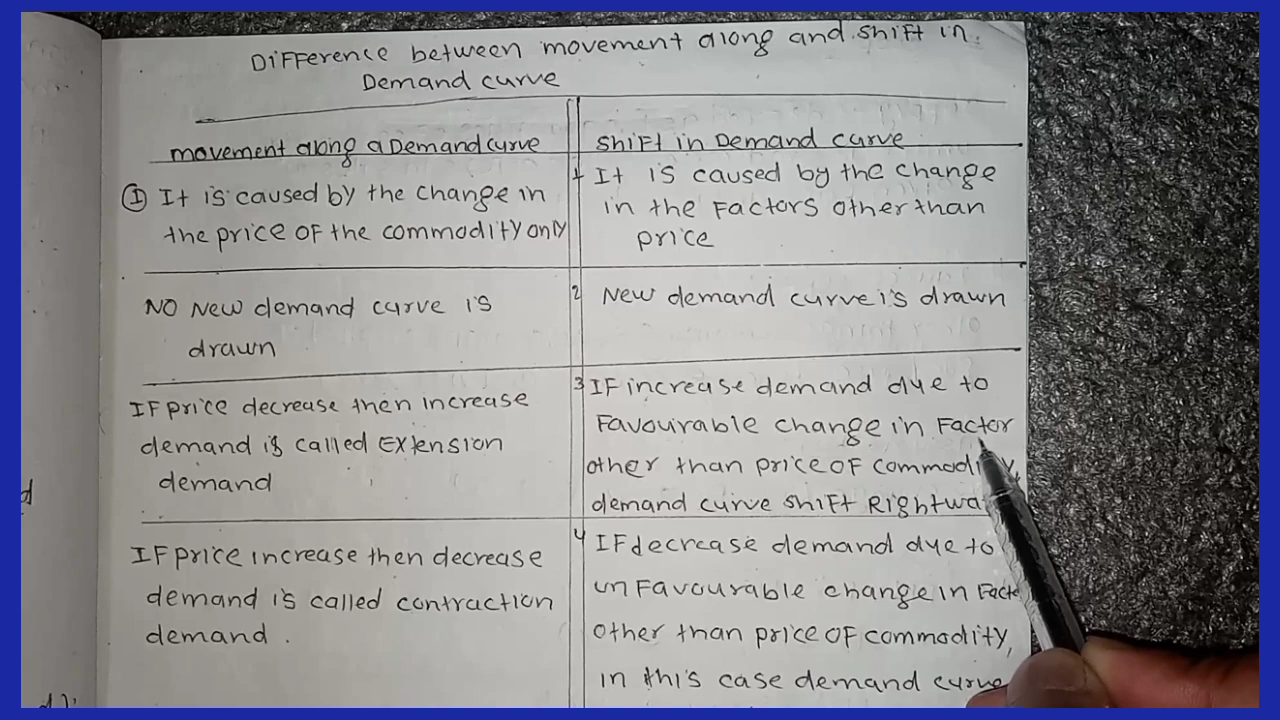 Difference between movement along and shift in
Demand curve
movement along a Demand curve
shift in Demand curve
① It is caused by the change in
the price of the commodity only
1 It is caused by the change
in the factors other than
price
No New demand curve is
drawn
2 New demand curve is drawn
If price decrease then increase
demand is called Extension
demand
3 If increase demand due to
Favourable change in Factor
other than price of
demand curve shift
If price increase then decrease
demand is called contraction
demand.
4 If decrease demand due to
unFavourable change in
other than price of commodity,
in this case demand curve